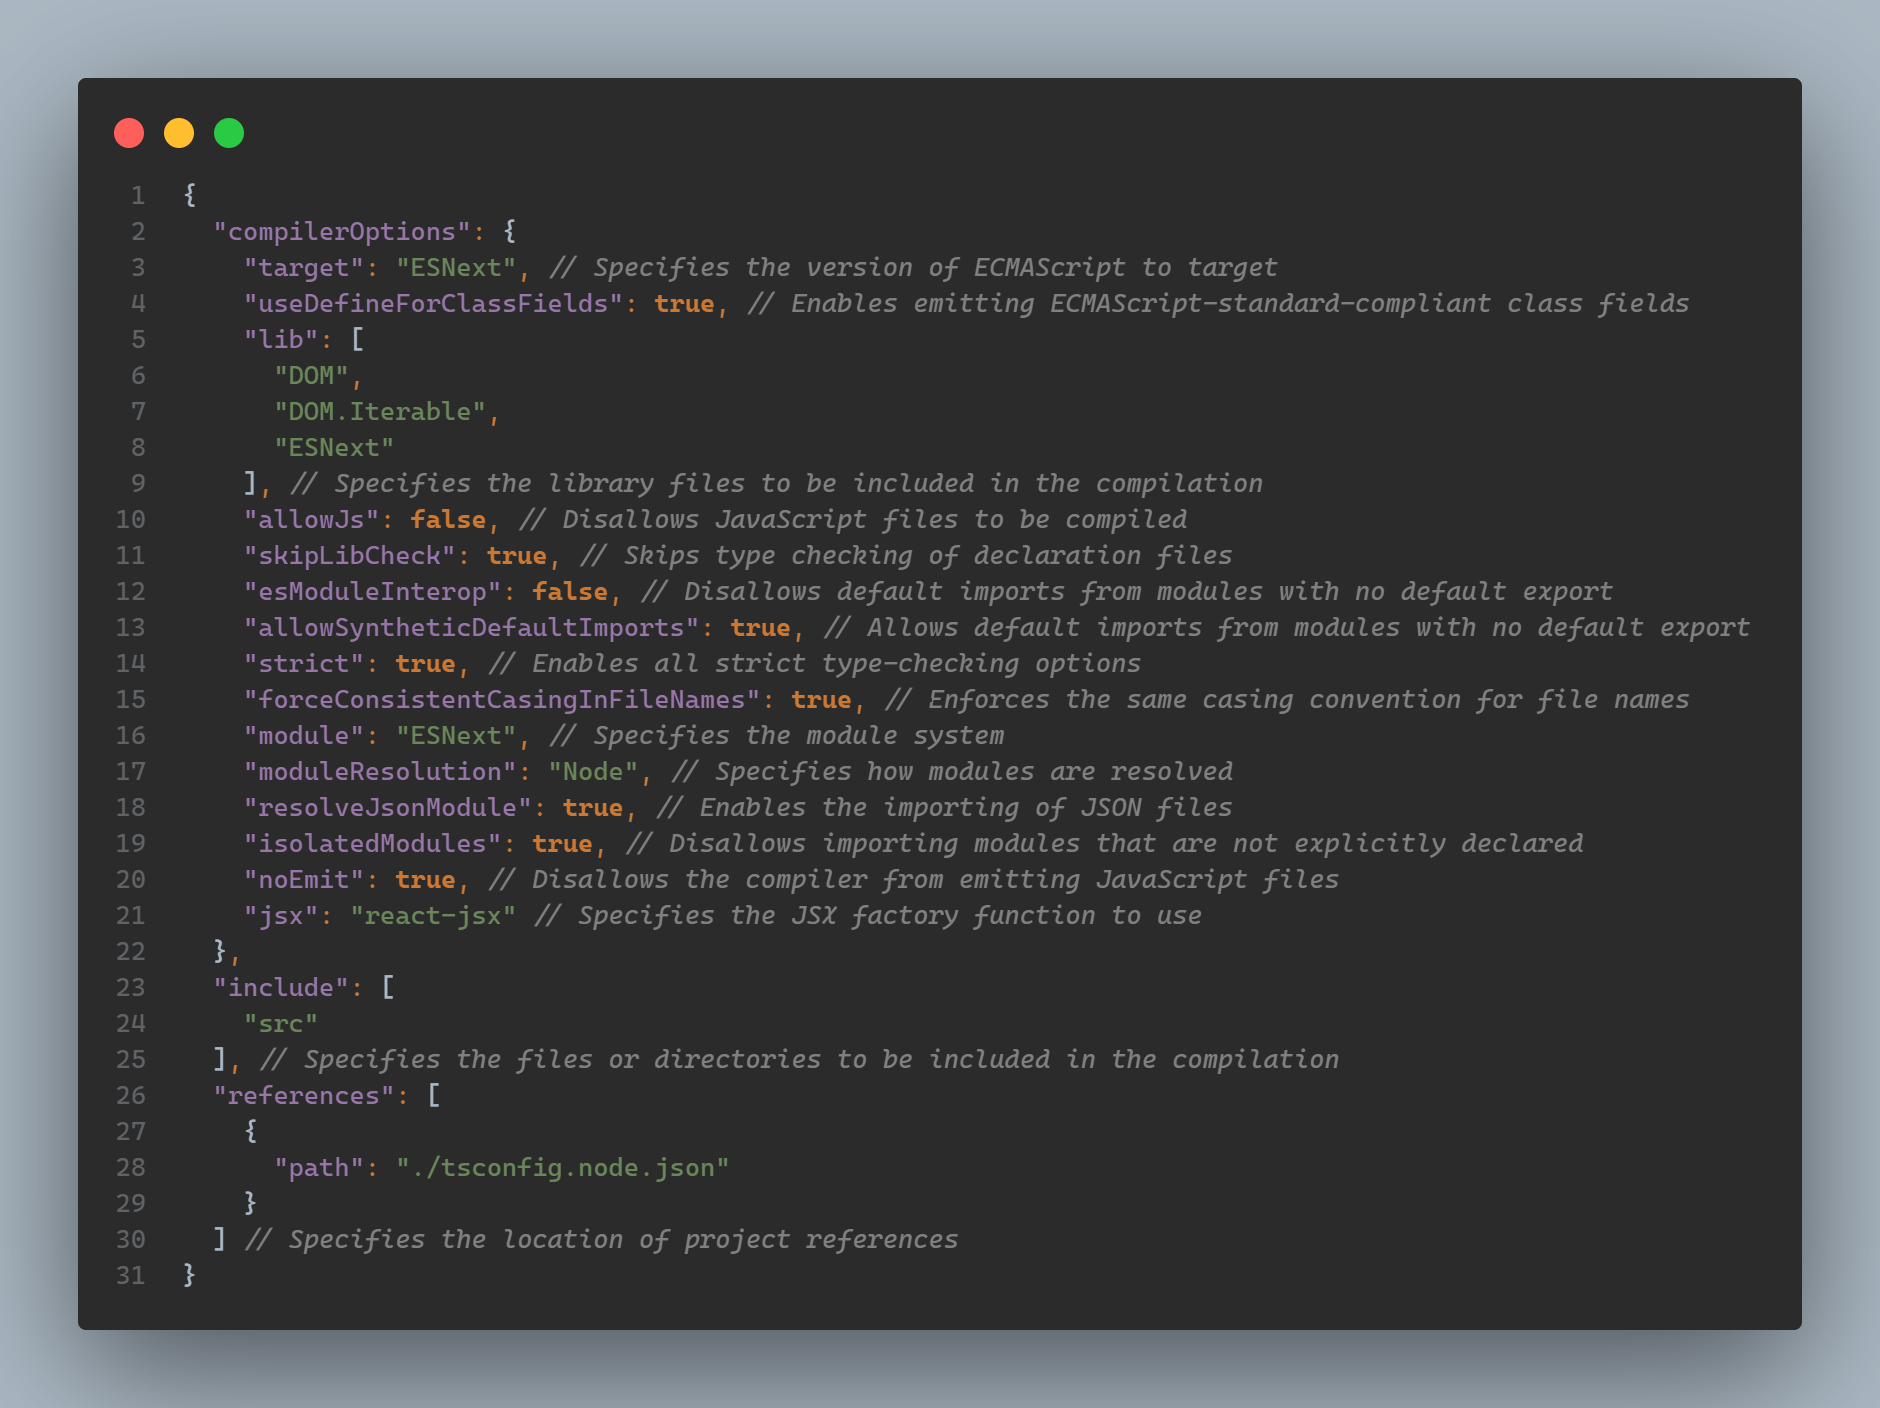 1 {
2 "compilerOptions": {
3 "target": "ESNext", // Specifies the version of ECMAScript to target
4 "useDefineForClassFields": true, // Enables emitting ECMAScript-standard-compliant class fields
5 "lib": [
6 "DOM",
7 "DOM.Iterable",
8 "ESNext"
9 ], // Specifies the library files to be included in the compilation
10 "allowJs": false, // Disallows JavaScript files to be compiled
11 "skipLibCheck": true, // Skips type checking of declaration files
12 "esModuleInterop": false, // Disallows default imports from modules with no default export
13 "allowSyntheticDefaultImports": true, // Allows default imports from modules with no default export
14 "strict": true, // Enables all strict type-checking options
15 "forceConsistentCasingInFileNames": true, // Enforces the same casing convention for file names
16 "module": "ESNext", // Specifies the module system
17 "moduleResolution": "Node", // Specifies how modules are resolved
18 "resolveJsonModule": true, // Enables the importing of JSON files
19 "isolatedModules": true, // Disallows importing modules that are not explicitly declared
20 "noEmit": true, // Disallows the compiler from emitting JavaScript files
21 "jsx": "react-jsx" // Specifies the JSX factory function to use
22 },
23 "include": [
24 "src"
25 ], // Specifies the files or directories to be included in the compilation
26 "references": [
27 {
28 "path": "./tsconfig.node.json"
29 }
30 ] // Specifies the location of project references
31 }